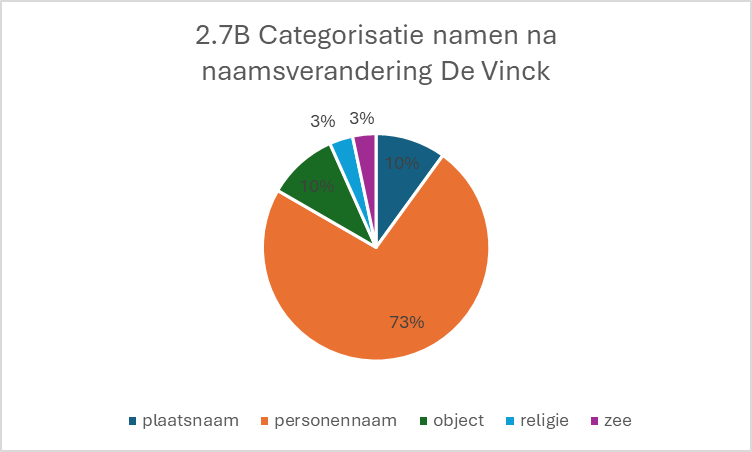 2.7B Categorisatie namen na
naamsverandering De Vinck
3%
3%
10%
10%
73%
plaatsnaam
personennaam
object
religie
zee